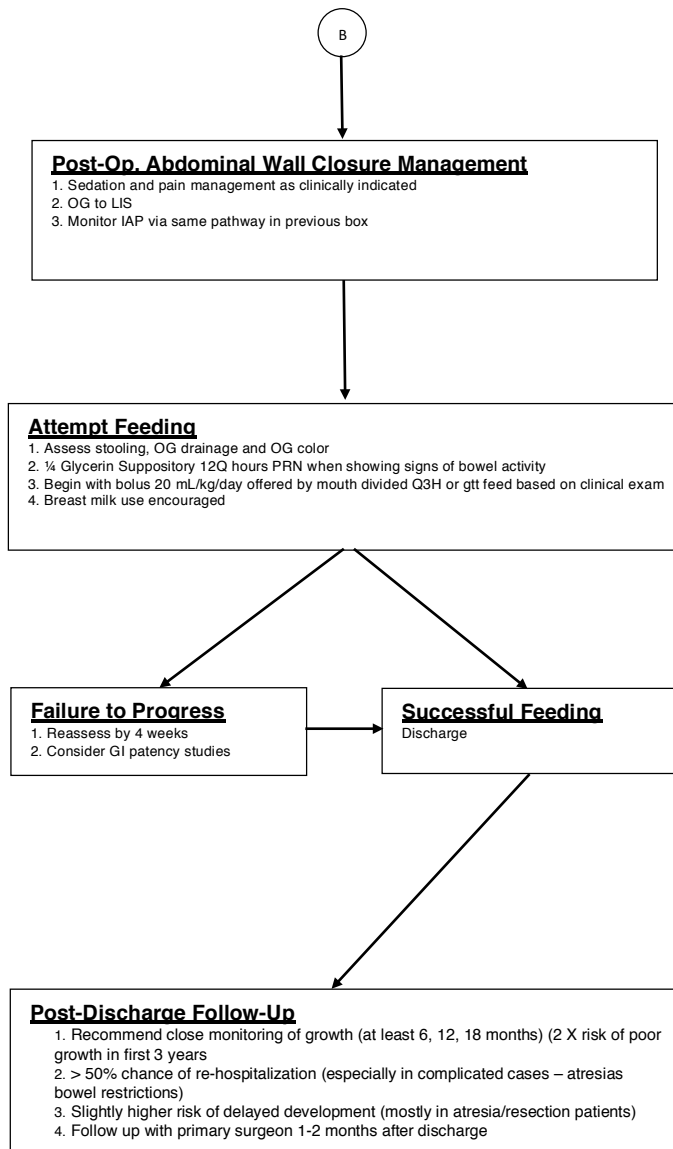 B
Post-Op. Abdominal Wall Closure Management
1. Sedation and pain management as clinically indicated
2. OG to LIS
3. Monitor IAP via same pathway in previous box
Attempt Feeding
1. Assess stooling, OG drainage and OG color
2. ¼ Glycerin Suppository 12Q hours PRN when showing signs of bowel activity
3. Begin with bolus 20 mL/kg/day offered by mouth divided Q3H or gtt feed based on clinical exam
4. Breast milk use encouraged
Failure to Progress
1. Reassess by 4 weeks
2. Consider GI patency studies
Successful Feeding
Discharge
Post-Discharge Follow-Up
1. Recommend close monitoring of growth (at least 6, 12, 18 months) (2 X risk of poor
growth in first 3 years
2. > 50% chance of re-hospitalization (especially in complicated cases – atresias
bowel restrictions)
3. Slightly higher risk of delayed development (mostly in atresia/resection patients)
4. Follow up with primary surgeon 1-2 months after discharge